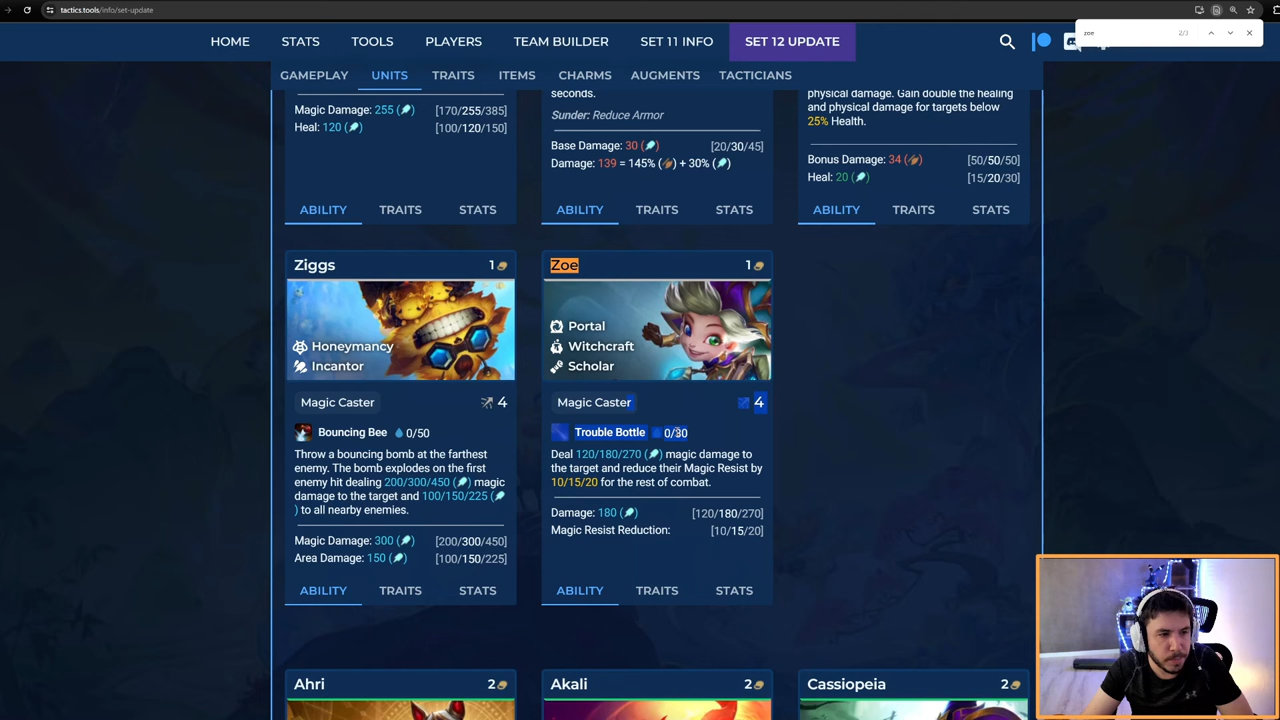 tactics.tools/info/set-update
zoe
2/3
HOME STATS TOOLS PLAYERS TEAM BUILDER SET 11 INFO SET 12 UPDATE
GAMEPLAY UNITS TRAITS ITEMS CHARMS AUGMENTS TACTICIANS
Magic Damage: 255 [170/255/385]
Heal: 120 [100/120/150]
ABILITY TRAITS STATS
seconds.
Sunder: Reduce Armor
Base Damage: 30 [20/30/45]
Damage: 139 = 145% + 30%
ABILITY TRAITS STATS
physical damage. Gain double the healing
and physical damage for targets below
25% Health.
Bonus Damage: 34 [50/50/50]
Heal: 20 [15/20/30]
ABILITY TRAITS STATS
Ziggs 1
Honeymancy
Incantor
Magic Caster 4
Bouncing Bee 0/50
Throw a bouncing bomb at the farthest
enemy. The bomb explodes on the first
enemy hit dealing 200/300/450 ( ) magic
damage to the target and 100/150/225 (
) to all nearby enemies.
Magic Damage: 300 ( ) [200/300/450]
Area Damage: 150 ( ) [100/150/225]
ABILITY TRAITS STATS
Zoe 1
Portal
Witchcraft
Scholar
Magic Caster 4
Trouble Bottle 0/30
Deal 120/180/270 ( ) magic damage to
the target and reduce their Magic Resist by
10/15/20 for the rest of combat.
Damage: 180 ( ) [120/180/270]
Magic Resist Reduction: [10/15/20]
ABILITY TRAITS STATS
Ahri 2
Akali 2
Cassiopeia 2